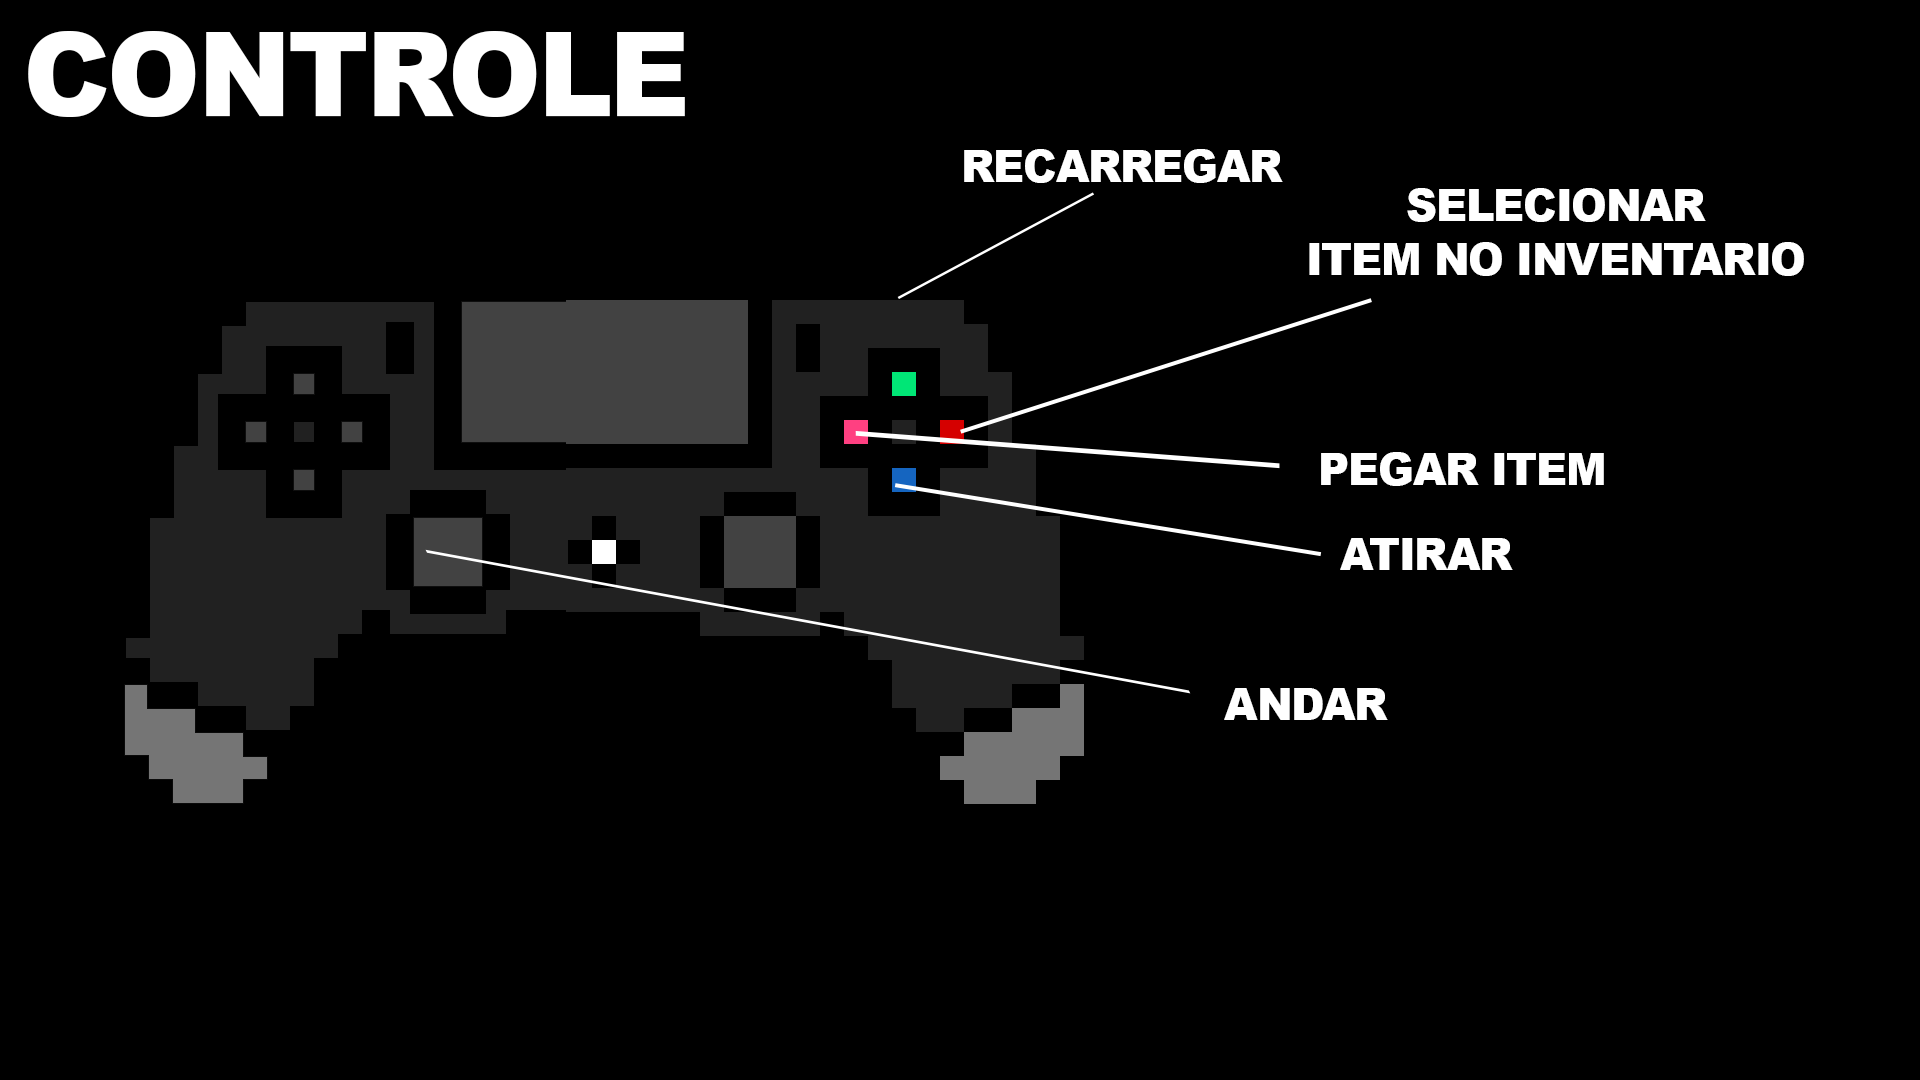 CONTROLE
RECARREGAR
SELECIONAR
ITEM NO INVENTARIO
PEGAR ITEM
ATIRAR
ANDAR